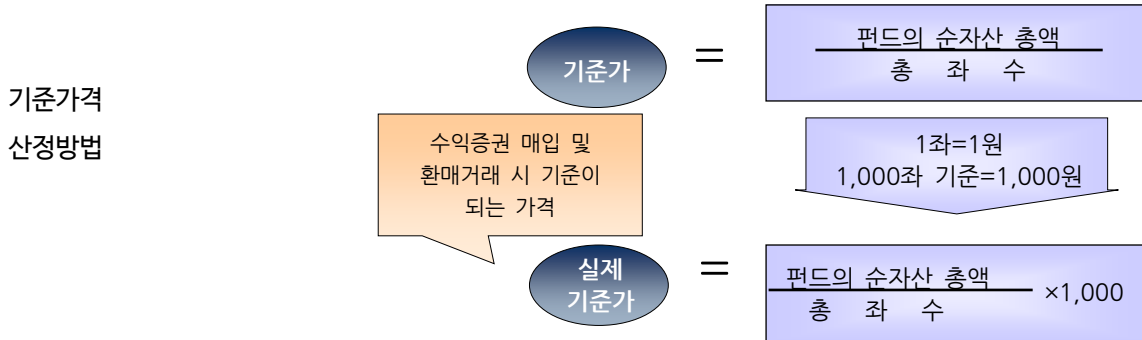 기준가격
산정방법
기준가
=
펀드의 순자산 총액
총 좌 수
수익증권 매입 및
환매거래 시 기준이
되는 가격
1좌=1원
1,000좌 기준=1,000원
실제
기준가
=
펀드의 순자산 총액
총 좌 수
×1,000